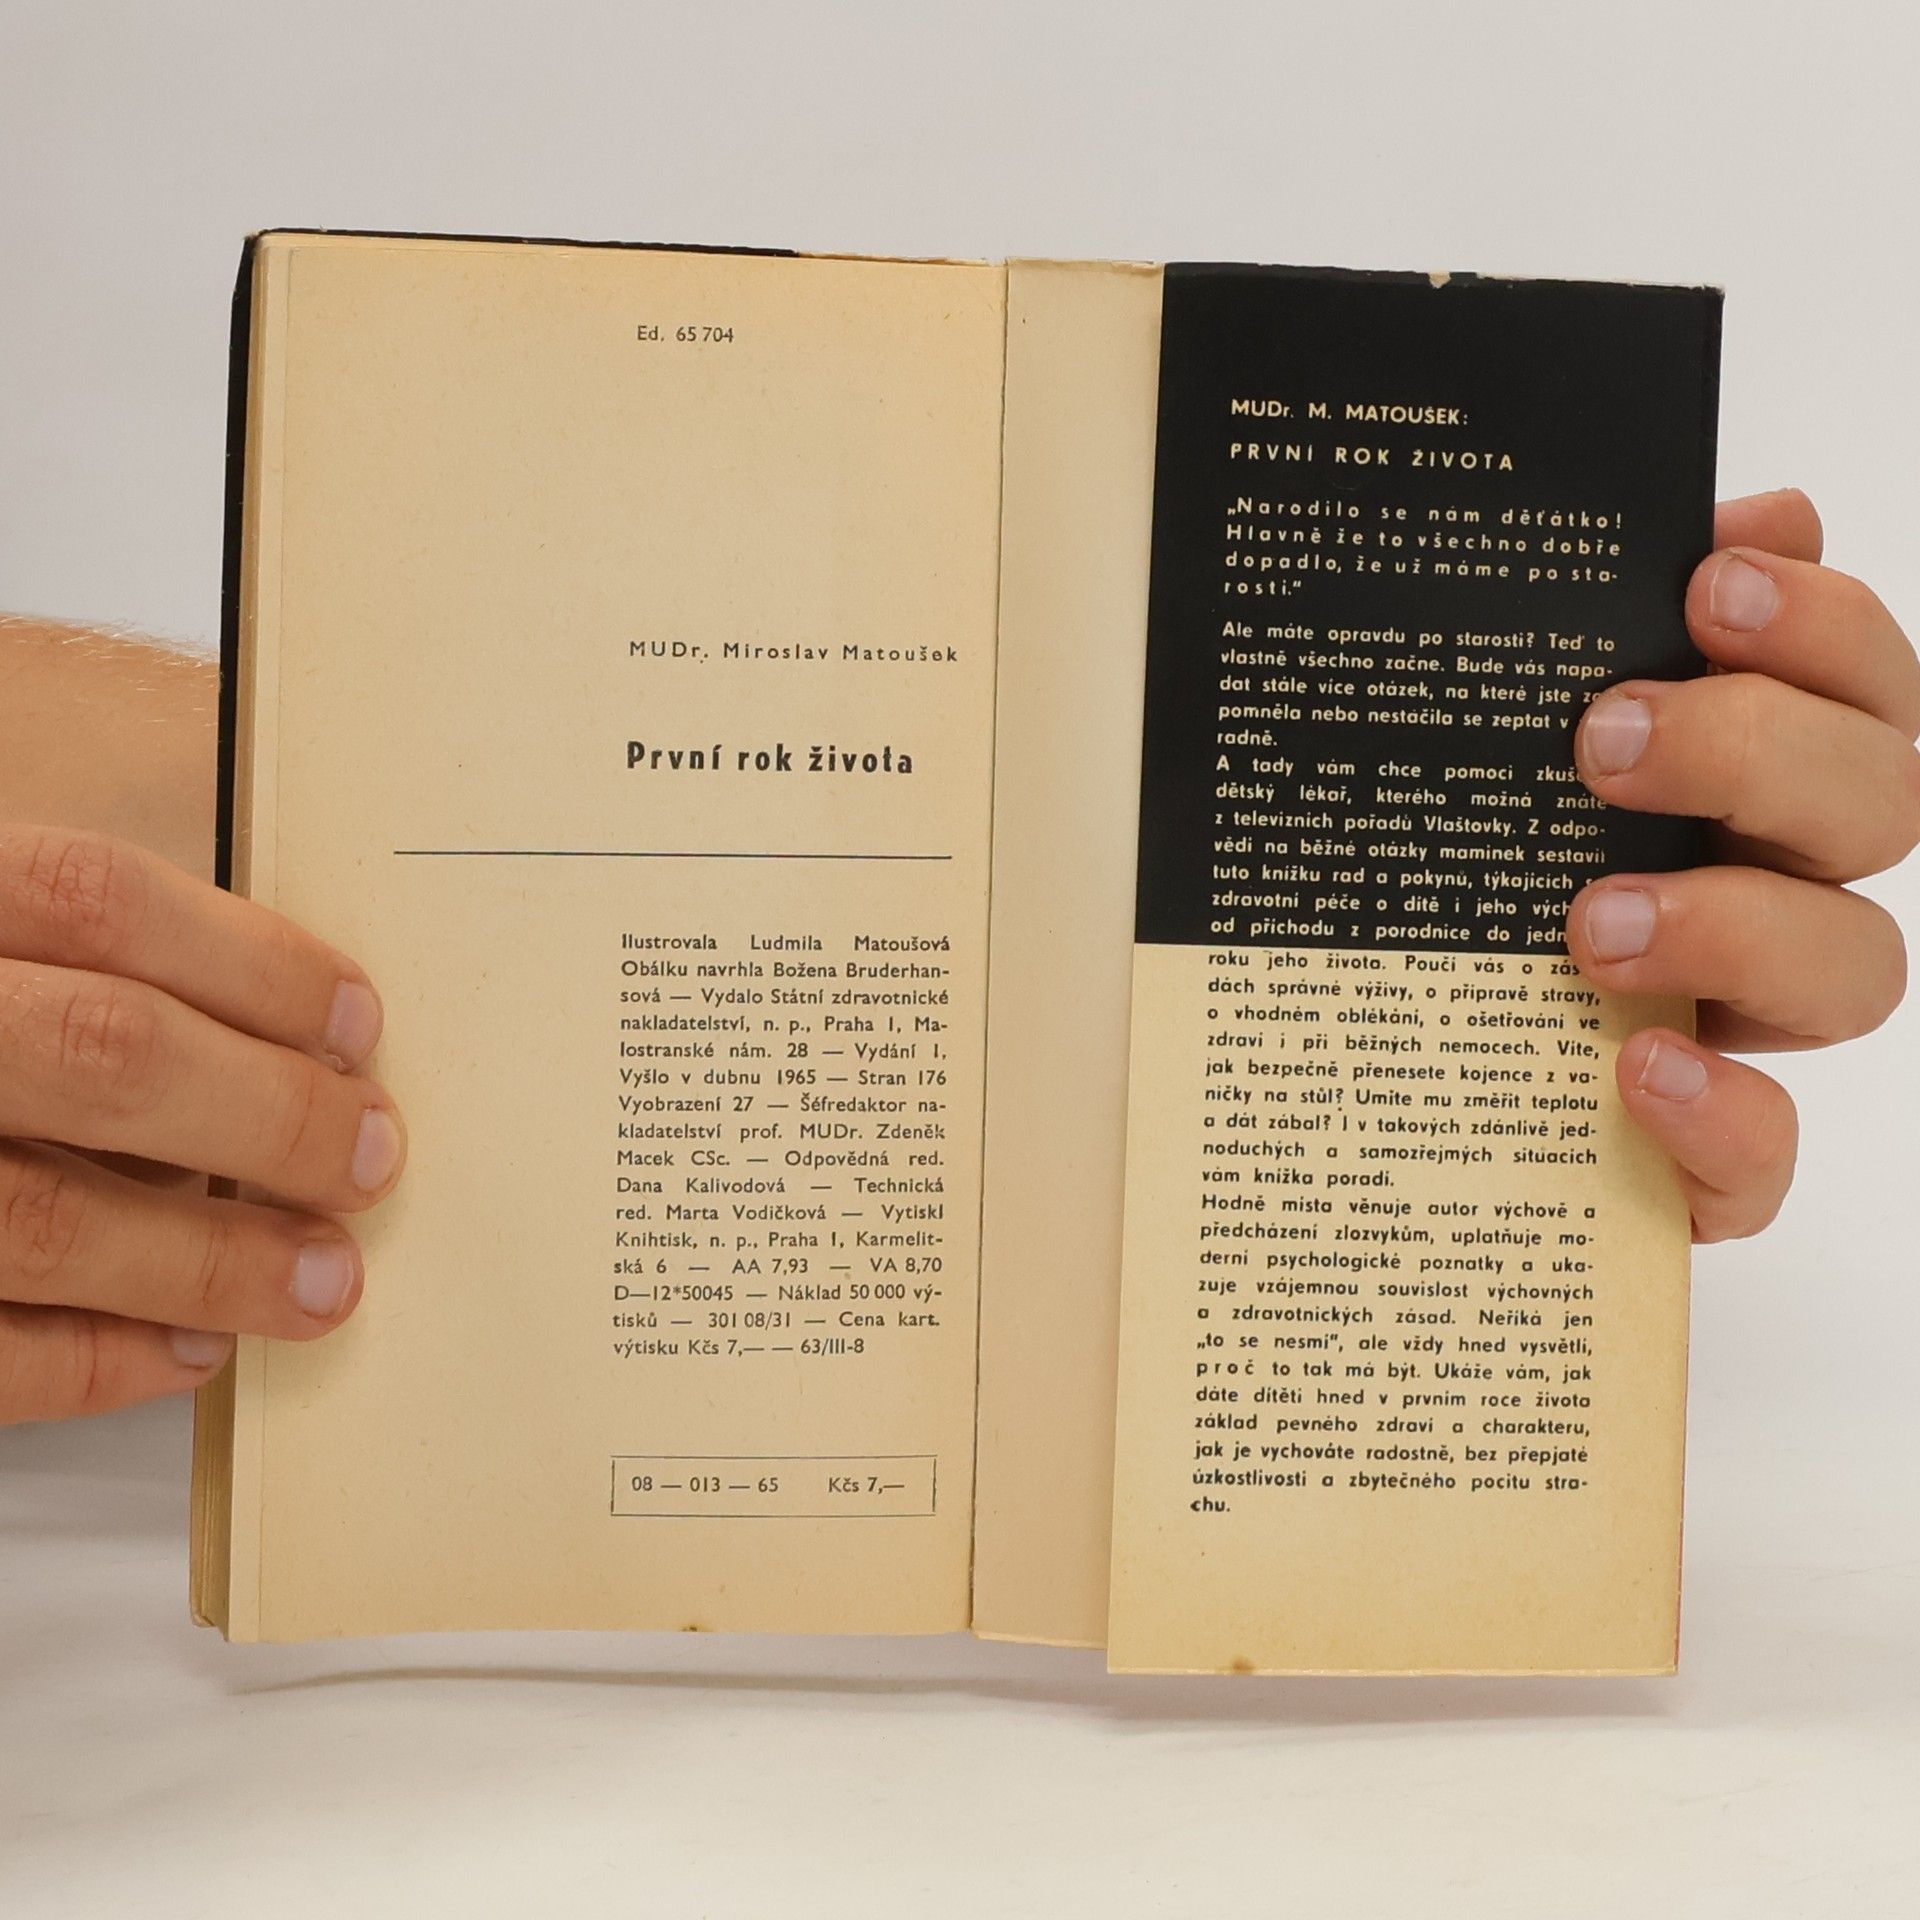 Ed. 65 704
MUDr. Miroslav Matoušek
První rok života
Ilustrovala Ludmila Matoušová
Obálku navrhla Božena Bruderhan-
sová — Vydalo Státní zdravotnické
nakladatelství, n. p., Praha 1, Ma-
lostranské nám. 28 — Vydání 1.
Vyšlo v dubnu 1965 — Stran 176
Vyobrazení 27 — Šéfredaktor na-
kladatelství prof. MUDr. Zdeněk
Macek CSc. — Odpovědná red.
Dana Kalivodová — Technická
red. Marta Vodičková — Vytiskl
Knihtisk, n. p., Praha 1, Karmelit-
ská 6 — AA 7,93 — VA 8,70
D—12*50045 — Náklad 50 000 vý-
tisků — 301 08/31 — Cena kart.
výtisku Kčs 7,— — 63/III-8
08 — 013 — 65 Kčs 7,—
MUDr. M. MATOUŠEK:
PRVNÍ ROK ŽIVOTA
„Narodilo se nám děťátko!
Hlavně že to všechno dobře
dopadlo, že už máme po sta-
rosti.“
Ale máte opravdu po starosti? Teď to
vlastně všechno začne. Bude vás napa-
dat stále více otázek, na které jste
pomněla nebo nestačila se zeptat v
radně.
A tady vám chce pomoci
dětský lékař, kterého možná znáte
z televizních pořadů Vlaštovky. Z odpo-
vědí na běžné otázky maminek sestavil
tuto knížku rad a pokynů, týkajících
zdravotní péče o dítě i jeho
od příchodu z porodnice do
roku jeho života. Poučí vás o
dách správné výživy, o přípravě stravy,
o vhodném oblékání, o ošetřování ve
zdraví i při běžných nemocech. Víte,
jak bezpečně přenesete kojence z va-
ničky na stůl? Umíte mu změřit teplotu
a dát zábal? I v takových zdánlivě jed-
noduchých a samozřejmých situacích
vám knížka poradí.
Hodně místa věnuje autor výchově a
předcházení zlozvykům, uplatňuje mo-
derní psychologické poznatky a uka-
zuje vzájemnou souvislost výchovných
a zdravotnických zásad. Neříká jen
„to se nesmí“, ale vždy hned vysvětlí,
proč to tak má být. Ukáže vám, jak
dáte dítěti hned v prvním roce života
základ pevného zdraví a charakteru,
jak je vychováte radostně, bez přepjaté
úzkostlivosti a zbytečného pocitu stra-
chu.